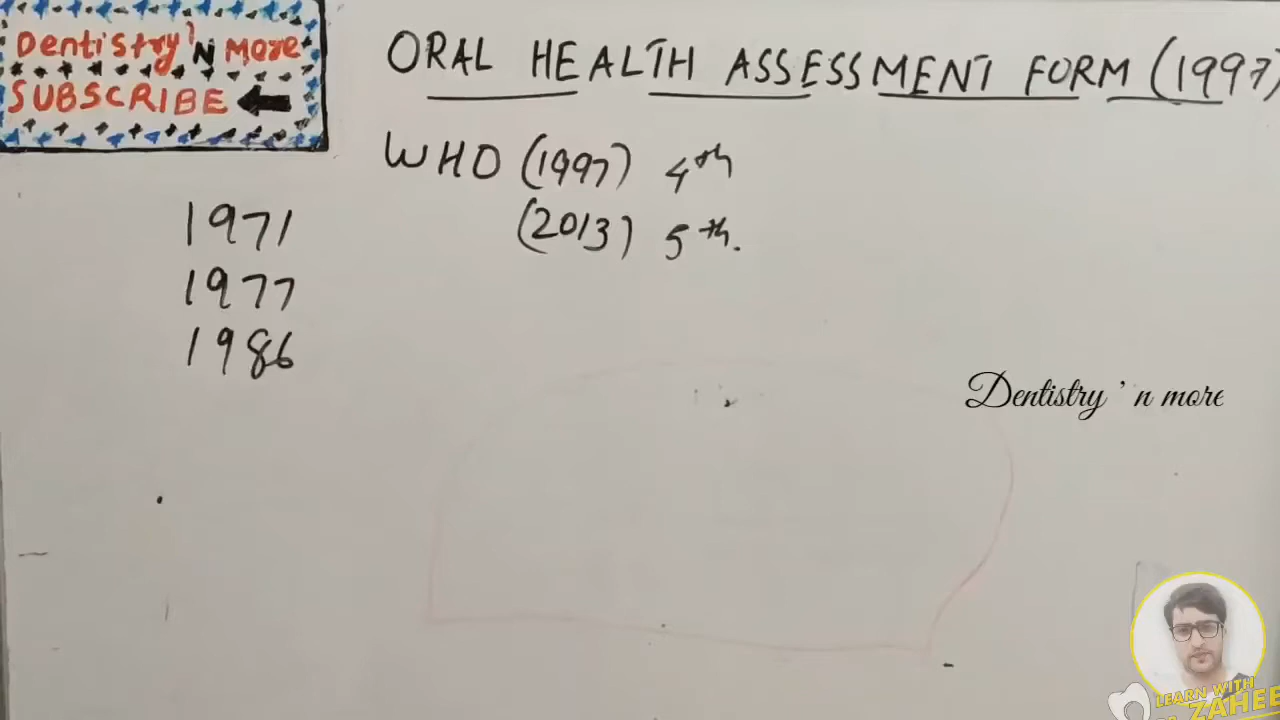 Dentistry 'N More
SUBSCRIBE
ORAL HEALTH ASSESSMENT FORM (1997)
WHO (1997) 4th
(2013) 5th.
1971
1977
1986
Dentistry 'n more
LEARN WITH